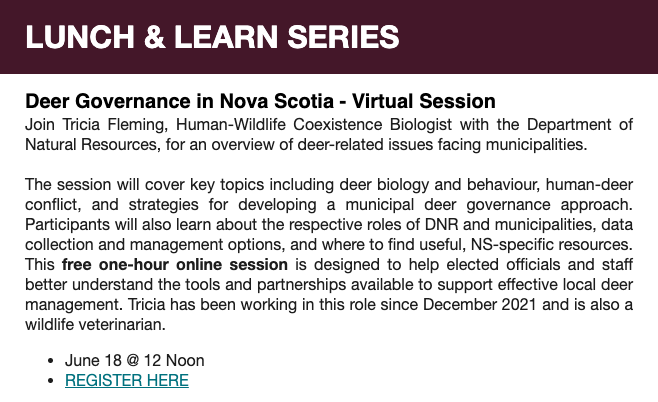 LUNCH & LEARN SERIES
Deer Governance in Nova Scotia - Virtual Session
Join Tricia Fleming, Human-Wildlife Coexistence Biologist with the Department of
Natural Resources, for an overview of deer-related issues facing municipalities.
The session will cover key topics including deer biology and behaviour, human-deer
conflict, and strategies for developing a municipal deer governance approach.
Participants will also learn about the respective roles of DNR and municipalities, data
collection and management options, and where to find useful, NS-specific resources.
This free one-hour online session is designed to help elected officials and staff
better understand the tools and partnerships available to support effective local deer
management. Tricia has been working in this role since December 2021 and is also a
wildlife veterinarian.
• June 18 @ 12 Noon
• REGISTER HERE